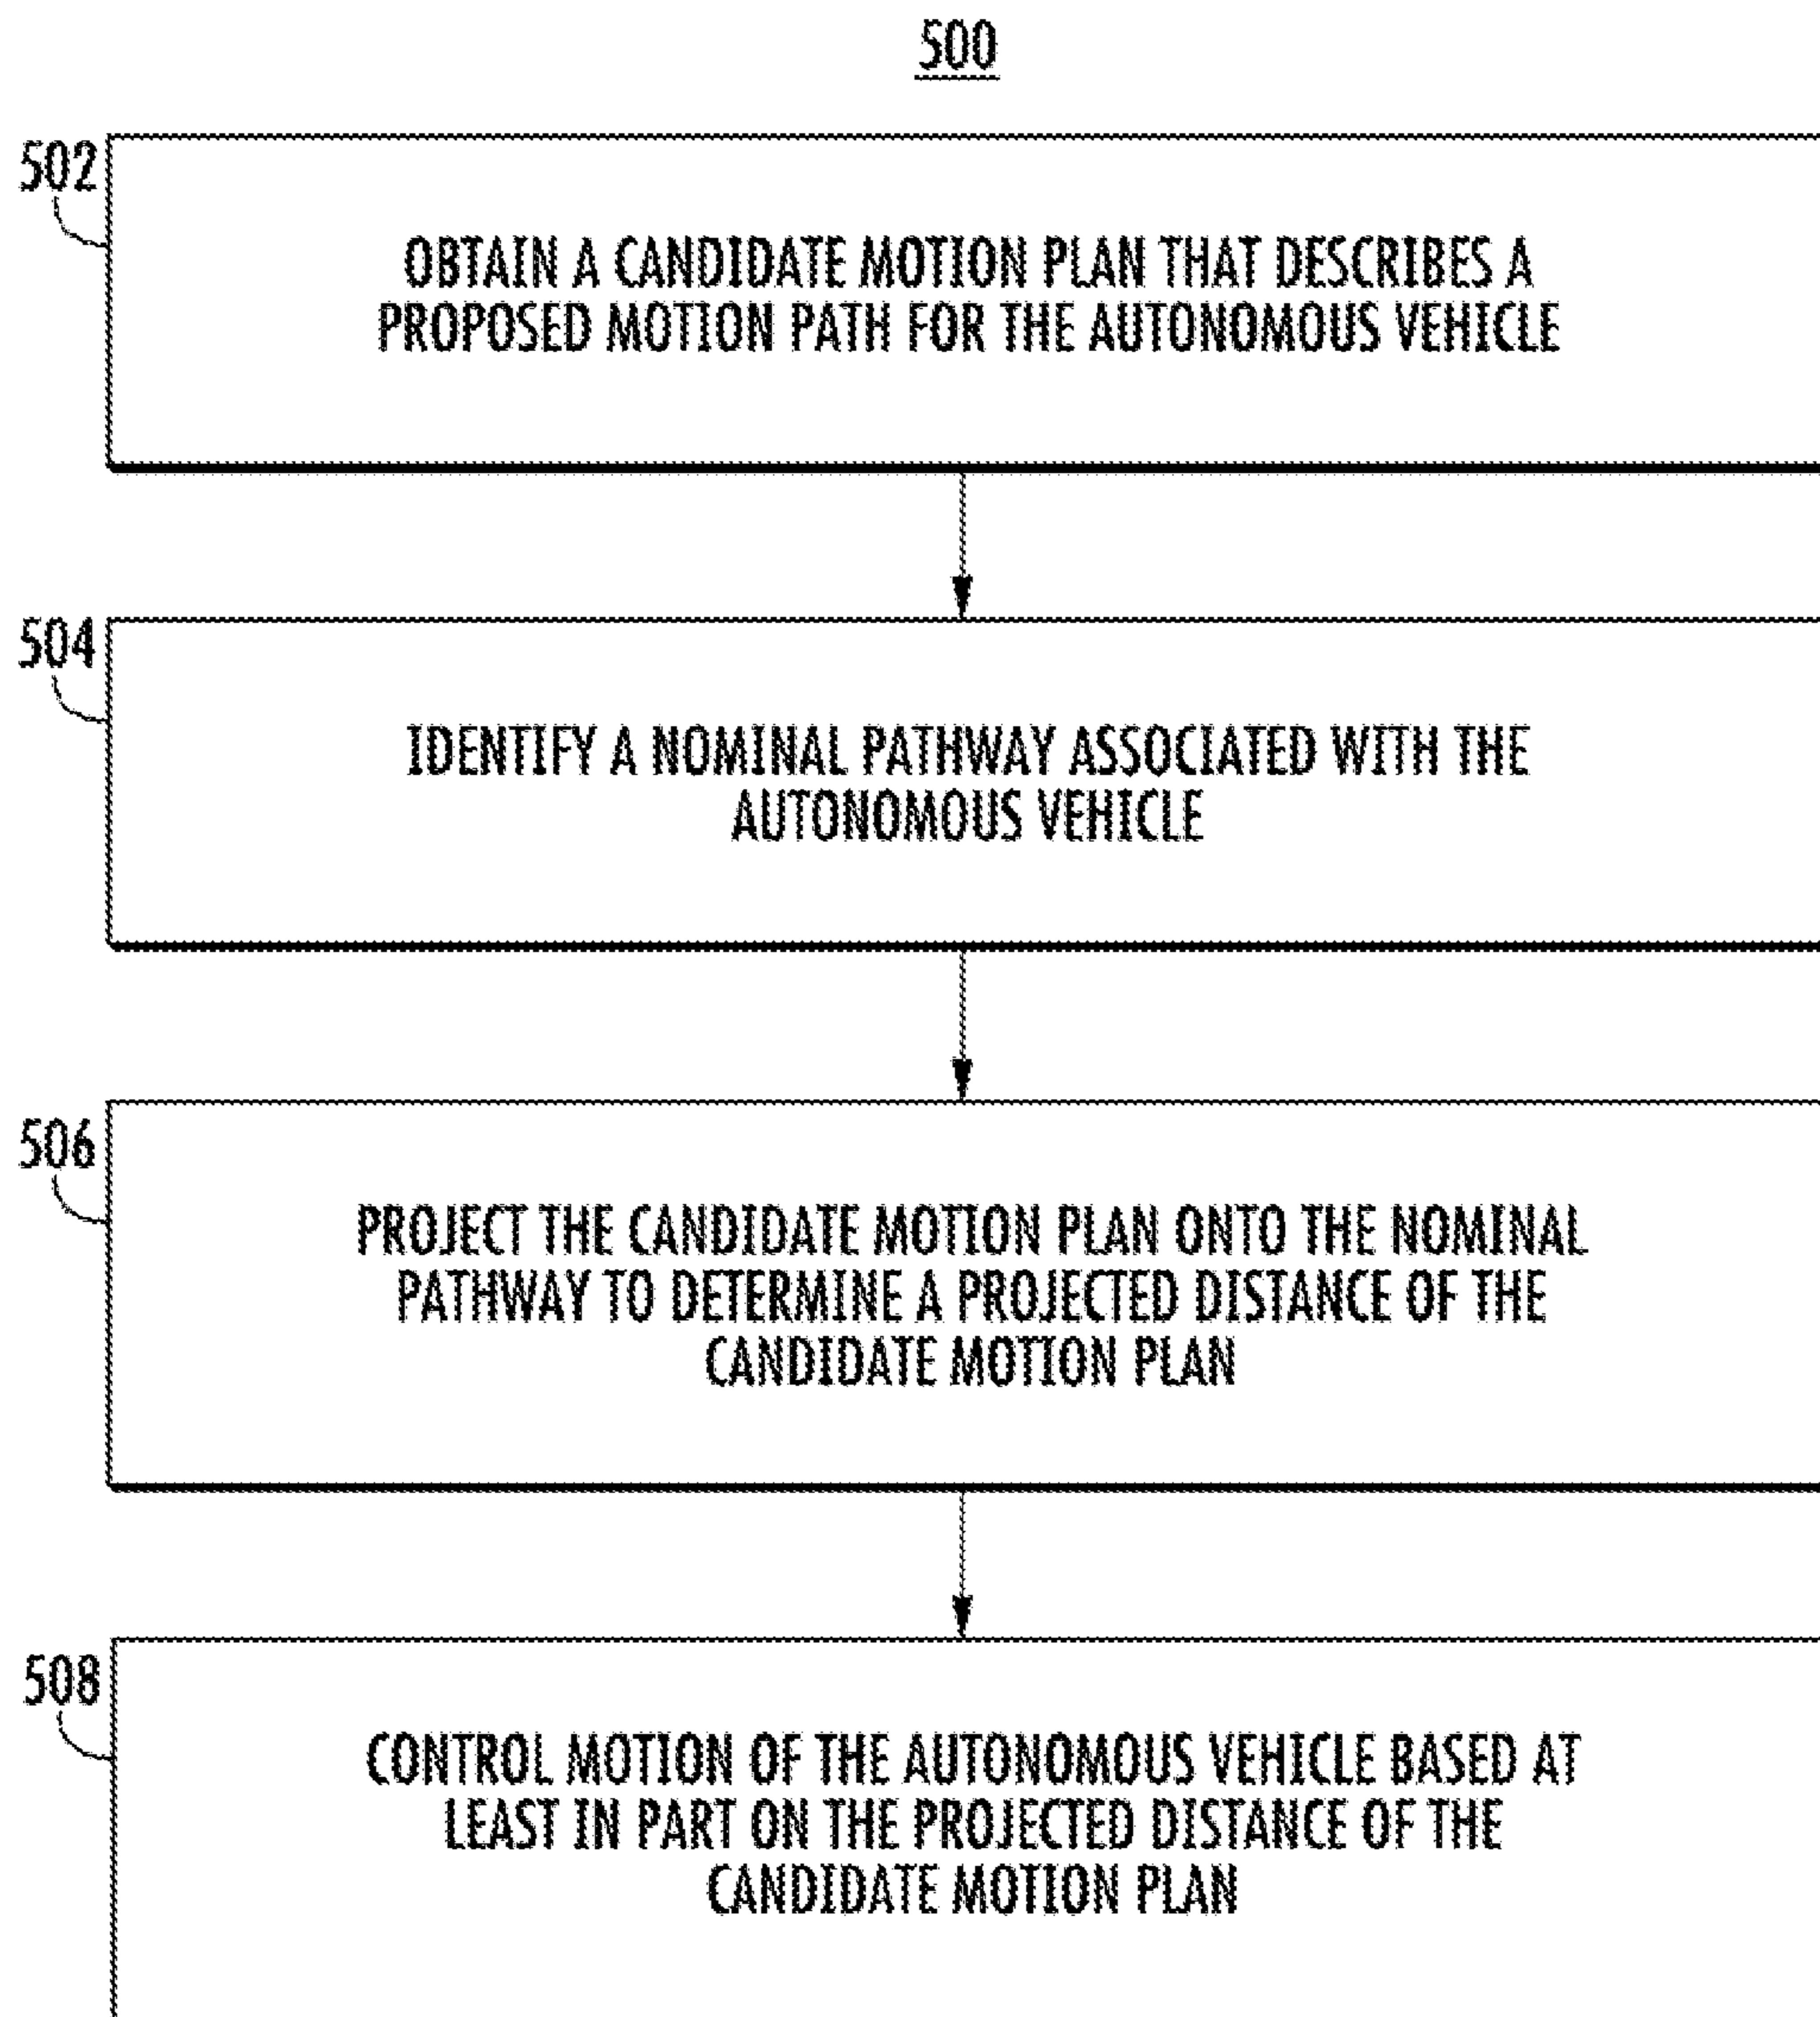 500
502
OBTAIN A CANDIDATE MOTION PLAN THAT DESCRIBES A
PROPOSED MOTION PATH FOR THE AUTONOMOUS VEHICLE
504
IDENTIFY A NOMINAL PATHWAY ASSOCIATED WITH THE
AUTONOMOUS VEHICLE
506
PROJECT THE CANDIDATE MOTION PLAN ONTO THE NOMINAL
PATHWAY TO DETERMINE A PROJECTED DISTANCE OF THE
CANDIDATE MOTION PLAN
508
CONTROL MOTION OF THE AUTONOMOUS VEHICLE BASED AT
LEAST IN PART ON THE PROJECTED DISTANCE OF THE
CANDIDATE MOTION PLAN